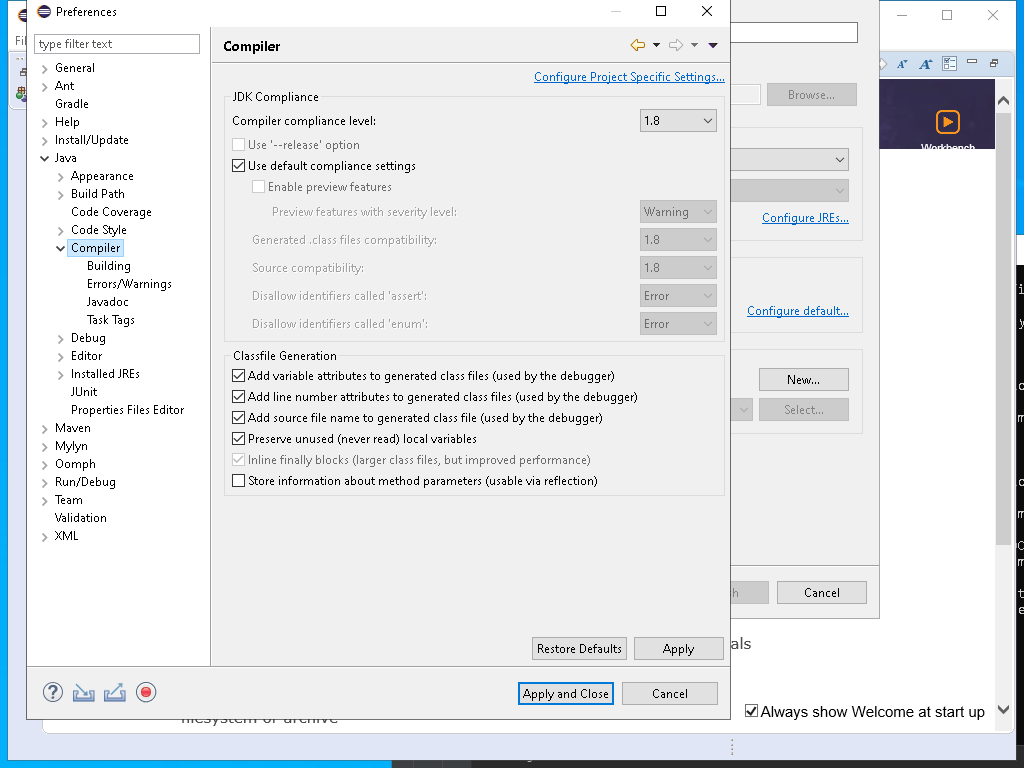 Preferences
Fil
type filter text
General
Ant
Gradle
Help
Install/Update
Java
Appearance
Build Path
Code Coverage
Code Style
Compiler
Building
Errors/Warnings
Javadoc
Task Tags
Debug
Editor
Installed JREs
JUnit
Properties Files Editor
Maven
Mylyn
Oomph
Run/Debug
Team
Validation
XML
Compiler
Configure Project Specific Settings...
JDK Compliance
Compiler compliance level: 1.8
Use '--release' option
Use default compliance settings
Enable preview features
Preview features with severity level: Warning
Generated .class files compatibility: 1.8
Source compatibility: 1.8
Disallow identifiers called 'assert': Error
Disallow identifiers called 'enum': Error
Classfile Generation
Add variable attributes to generated class files (used by the debugger)
Add line number attributes to generated class files (used by the debugger)
Add source file name to generated class file (used by the debugger)
Preserve unused (never read) local variables
Inline finally blocks (larger class files, but improved performance)
Store information about method parameters (usable via reflection)
Restore Defaults Apply
Apply and Close Cancel
Browse...
Configure JREs...
Configure default...
New...
Select...
Cancel
Workbench
als
filesystem or archive
Always show Welcome at start up